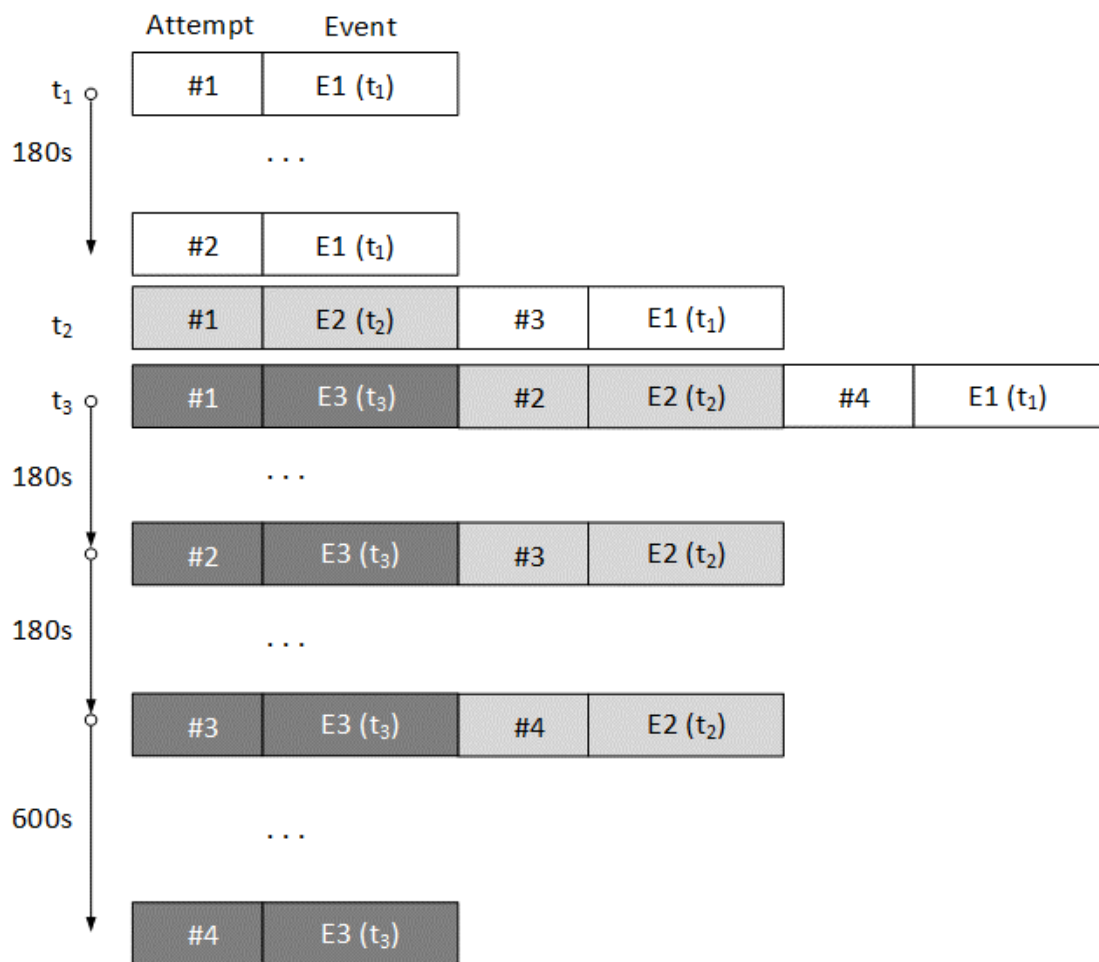 Attempt Event
t₁ #1 E1 (t₁)
180s ...
#2 E1 (t₁)
t₂ #1 E2 (t₂) #3 E1 (t₁)
t₃ #1 E3 (t₃) #2 E2 (t₂) #4 E1 (t₁)
180s ...
#2 E3 (t₃) #3 E2 (t₂)
180s ...
#3 E3 (t₃) #4 E2 (t₂)
600s ...
#4 E3 (t₃)